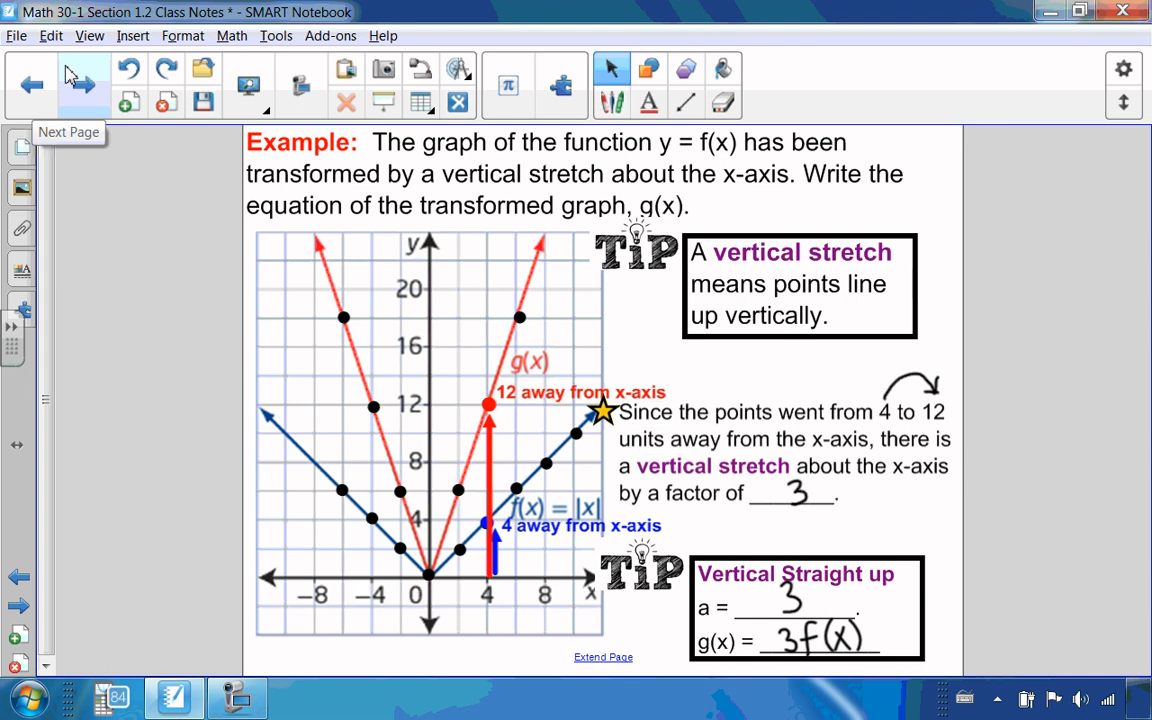 Math 30-1 Section 1.2 Class Notes * - SMART Notebook
File Edit View Insert Format Math Tools Add-ons Help
π
Next Page
Example: The graph of the function y = f(x) has been
transformed by a vertical stretch about the x-axis. Write the
equation of the transformed graph, g(x).
TiP
A vertical stretch
means points line
up vertically.
y
20
16
12
8
4
-8 -4 0 4 8 x
g(x)
12 away from x-axis
f(x) = |x|
4 away from x-axis
Since the points went from 4 to 12
units away from the x-axis, there is
a vertical stretch about the x-axis
by a factor of 3.
TiP
Vertical Straight up
a = 3.
g(x) = 3f(x)
Extend Page
84